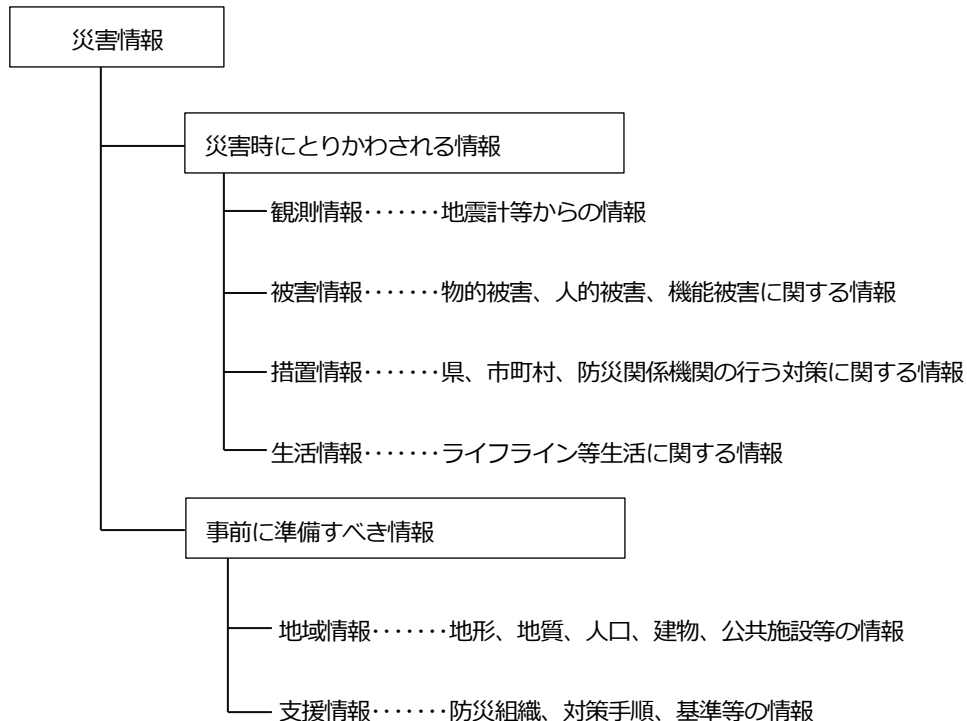 災害情報
災害時にとりかわされる情報
観測情報・・・・・・・地震計等からの情報
被害情報・・・・・・・物的被害、人的被害、機能被害に関する情報
措置情報・・・・・・・県、市町村、防災関係機関の行う対策に関する情報
生活情報・・・・・・・ライフライン等生活に関する情報
事前に準備すべき情報
地域情報・・・・・・・地形、地質、人口、建物、公共施設等の情報
支援情報・・・・・・・防災組織、対策手順、基準等の情報